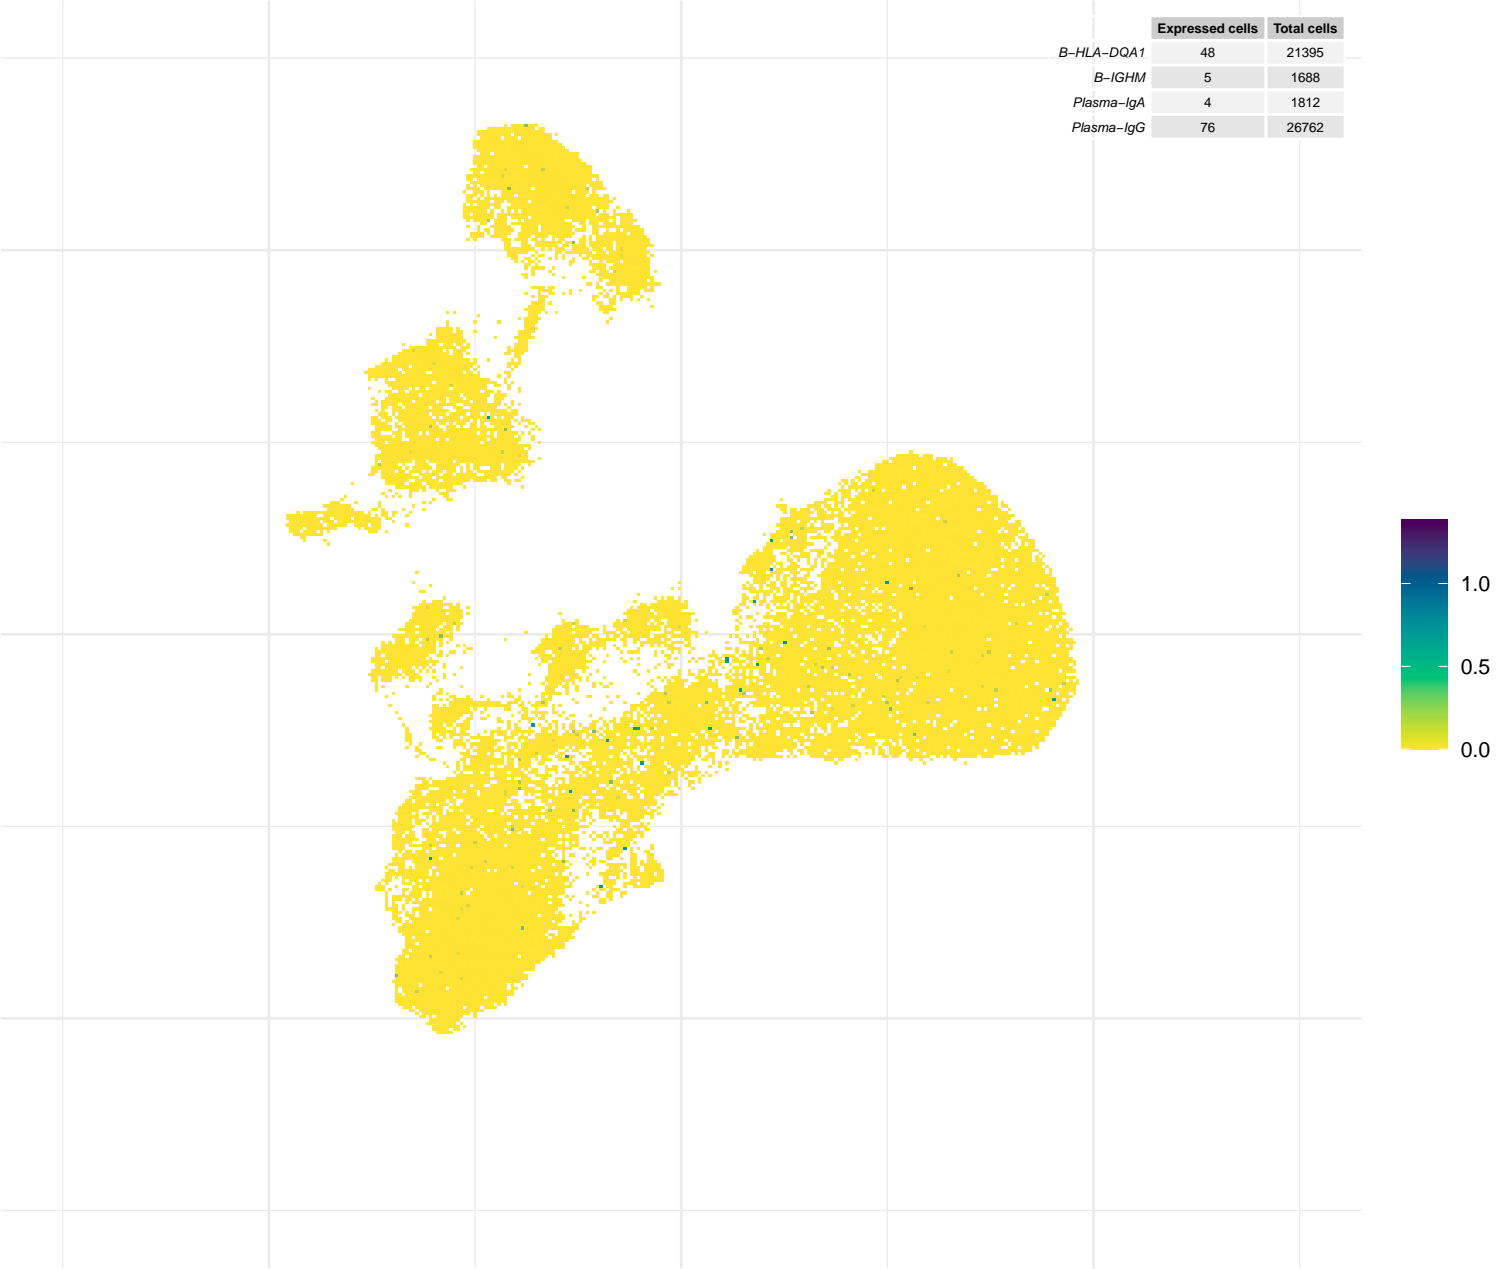 Expressed cells Total cells
B−HLA−DQA1 48 21395
B−IGHM 5 1688
Plasma−IgA 4 1812
Plasma−IgG 76 26762
1.0
0.5
0.0